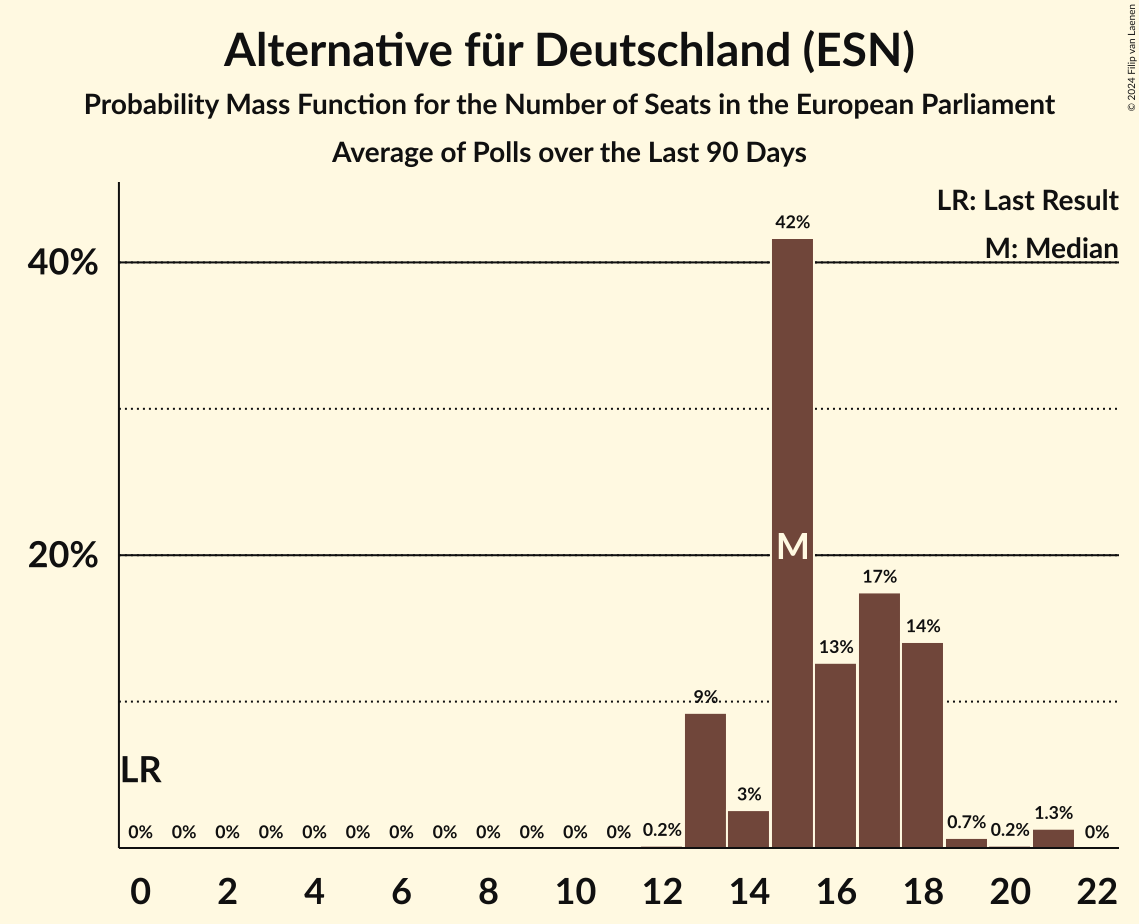 Alternative für Deutschland (ESN)
Probability Mass Function for the Number of Seats in the European Parliament
Average of Polls over the Last 90 Days
© 2024 Filip van Laenen
LR: Last Result
M: Median
40%
20%
42%
M
17%
14%
13%
9%
3%
LR
0% 0% 0% 0% 0% 0% 0% 0% 0% 0% 0% 0% 0.2% 0.7% 0.2% 1.3% 0%
0 2 4 6 8 10 12 14 16 18 20 22